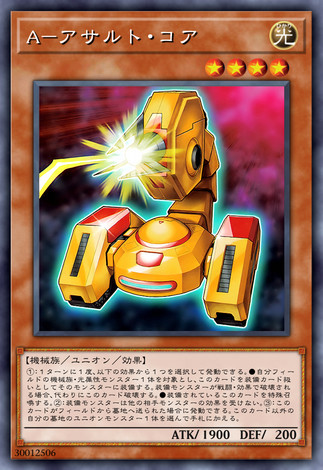 A-アサルト・コア
光
【機械族/ユニオン/効果】
①:1ターンに1度、以下の効果から1つを選択して発動できる。●自分フィ
ールドの機械族・光属性モンスター1体を対象とし、このカードを装備カード扱
いとしてそのモンスターに装備する。装備モンスターが戦闘・効果で破壊され
る場合、代わりにこのカードを破壊する。●装備されているこのカードを特殊召
喚する。②:装備モンスターは他の相手モンスターの効果を受けない。③:この
カードがフィールドから墓地へ送られた場合に発動できる。このカード以外の
自分の墓地のユニオンモンスター1体を選んで手札に加える。
ATK/ 1900 DEF/ 200
30012506